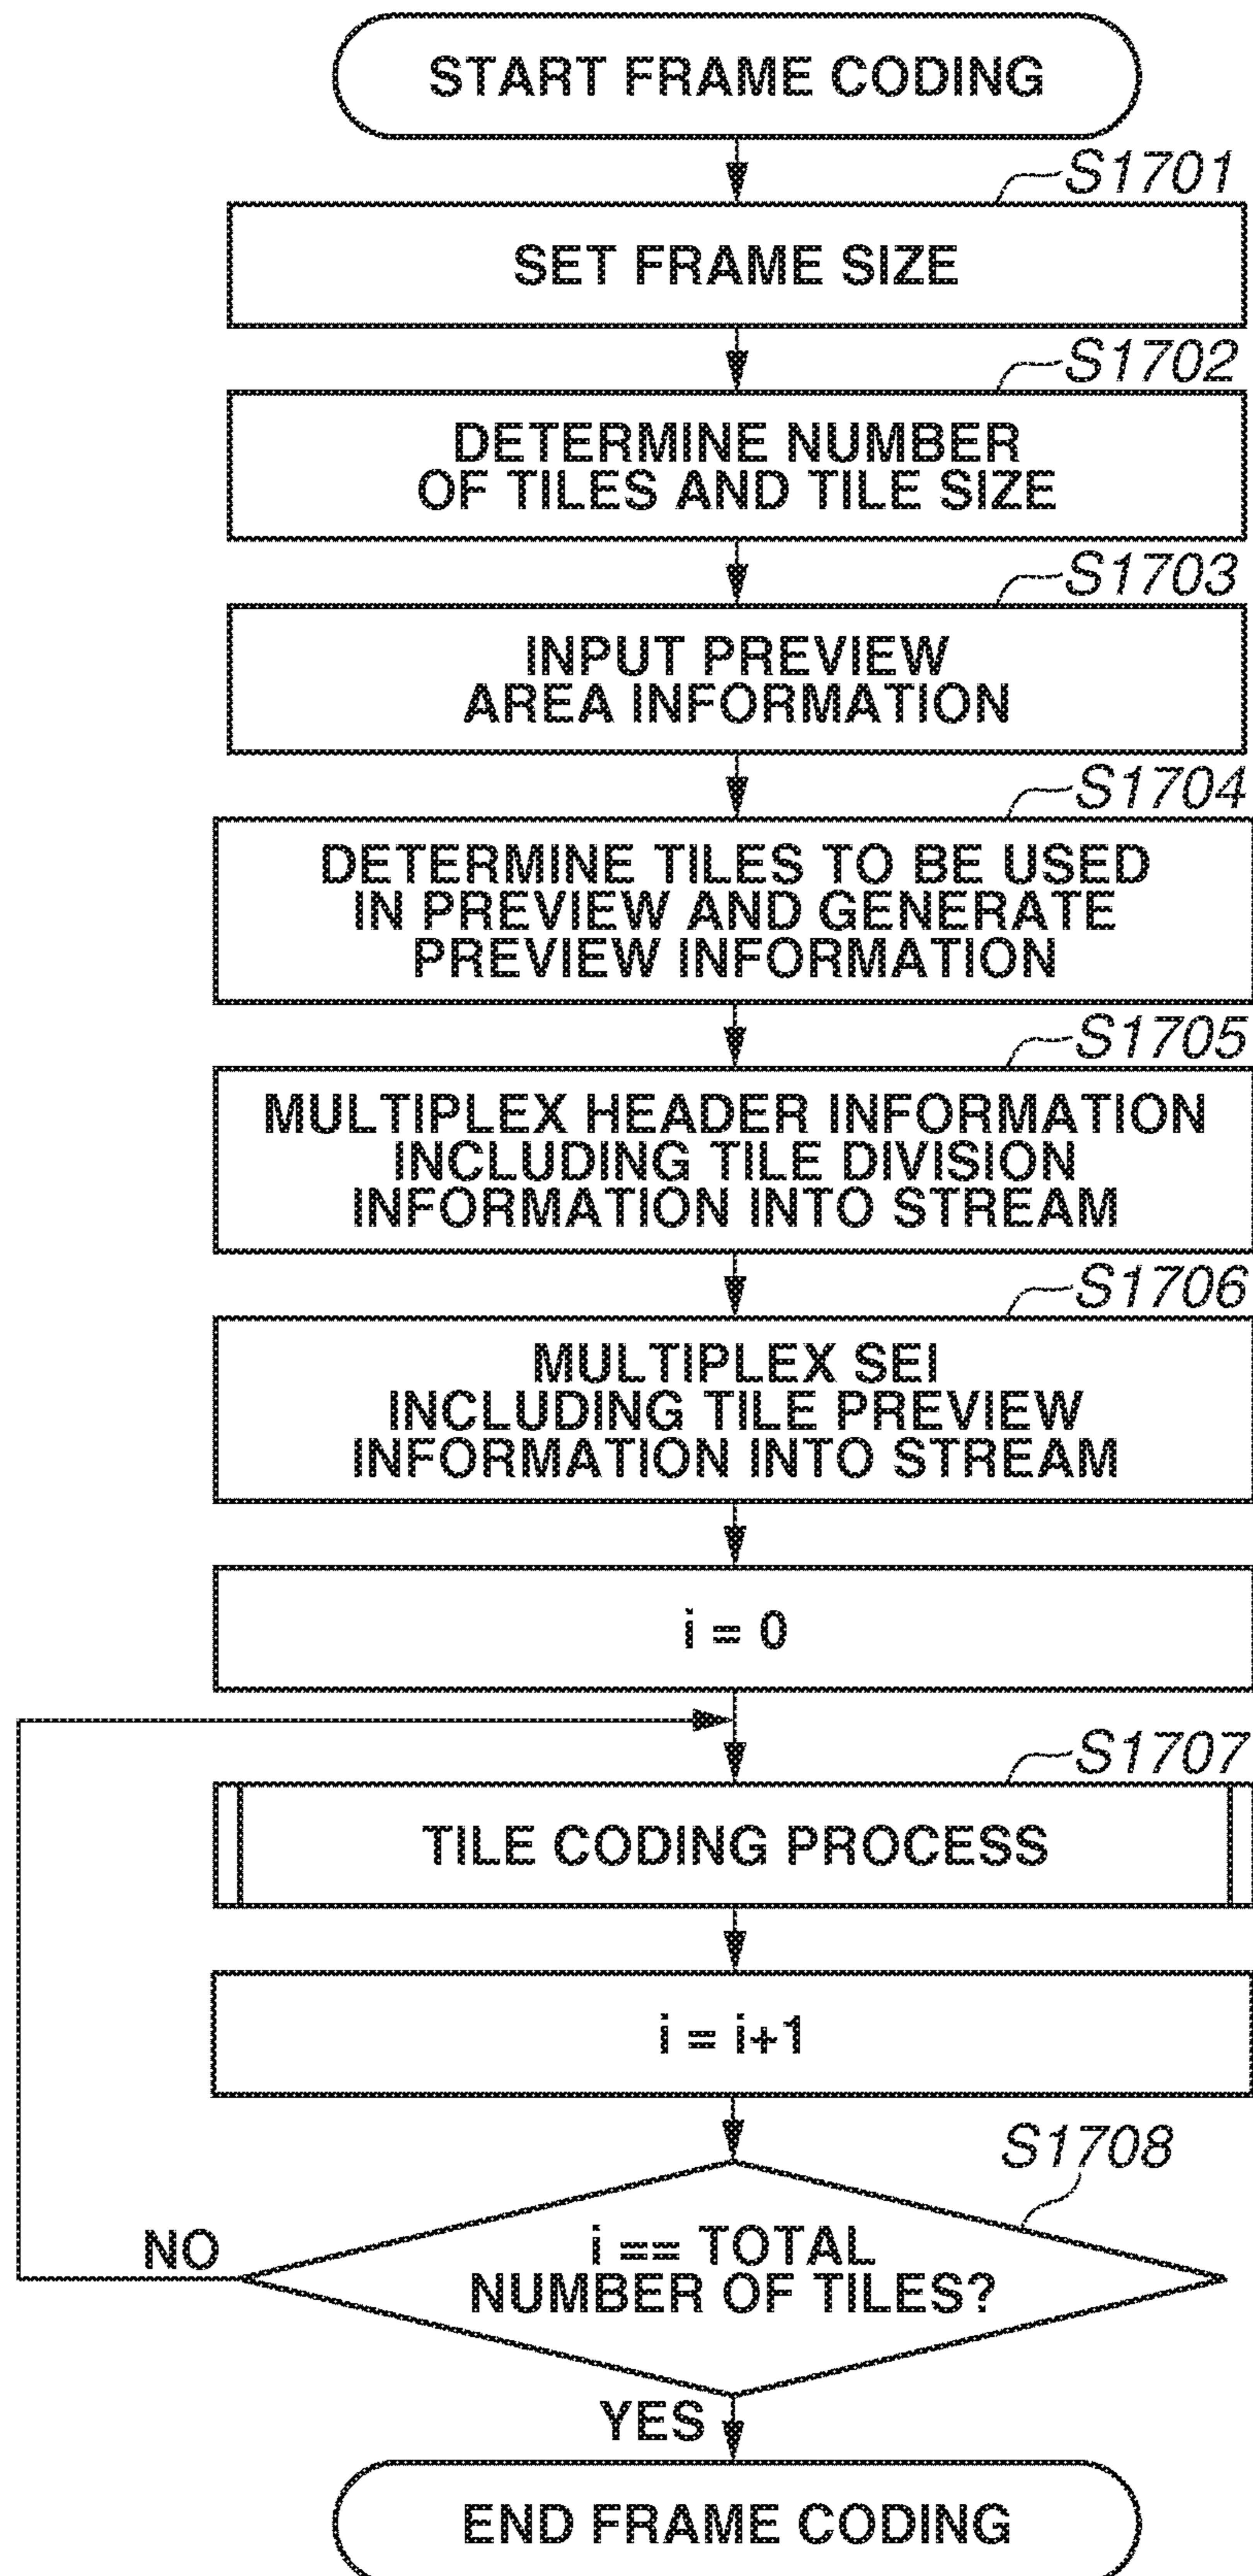 START FRAME CODING
S1701
SET FRAME SIZE
S1702
DETERMINE NUMBER
OF TILES AND TILE SIZE
S1703
INPUT PREVIEW
AREA INFORMATION
S1704
DETERMINE TILES TO BE USED
IN PREVIEW AND GENERATE
PREVIEW INFORMATION
S1705
MULTIPLEX HEADER INFORMATION
INCLUDING TILE DIVISION
INFORMATION INTO STREAM
S1706
MULTIPLEX SEI
INCLUDING TILE PREVIEW
INFORMATION INTO STREAM
i = 0
S1707
TILE CODING PROCESS
i = i+1
S1708
i == TOTAL
NUMBER OF TILES?
NO
YES
END FRAME CODING